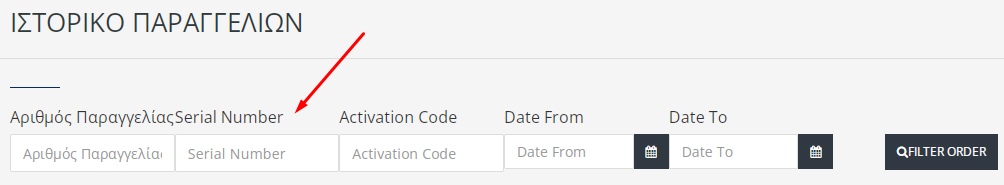 ΙΣΤΟΡΙΚΟ ΠΑΡΑΓΓΕΛΙΩΝ
Αριθμός Παραγγελίας Serial Number Activation Code Date From Date To
Αριθμός Παραγγελίας Serial Number Activation Code Date From Date To FILTER ORDER